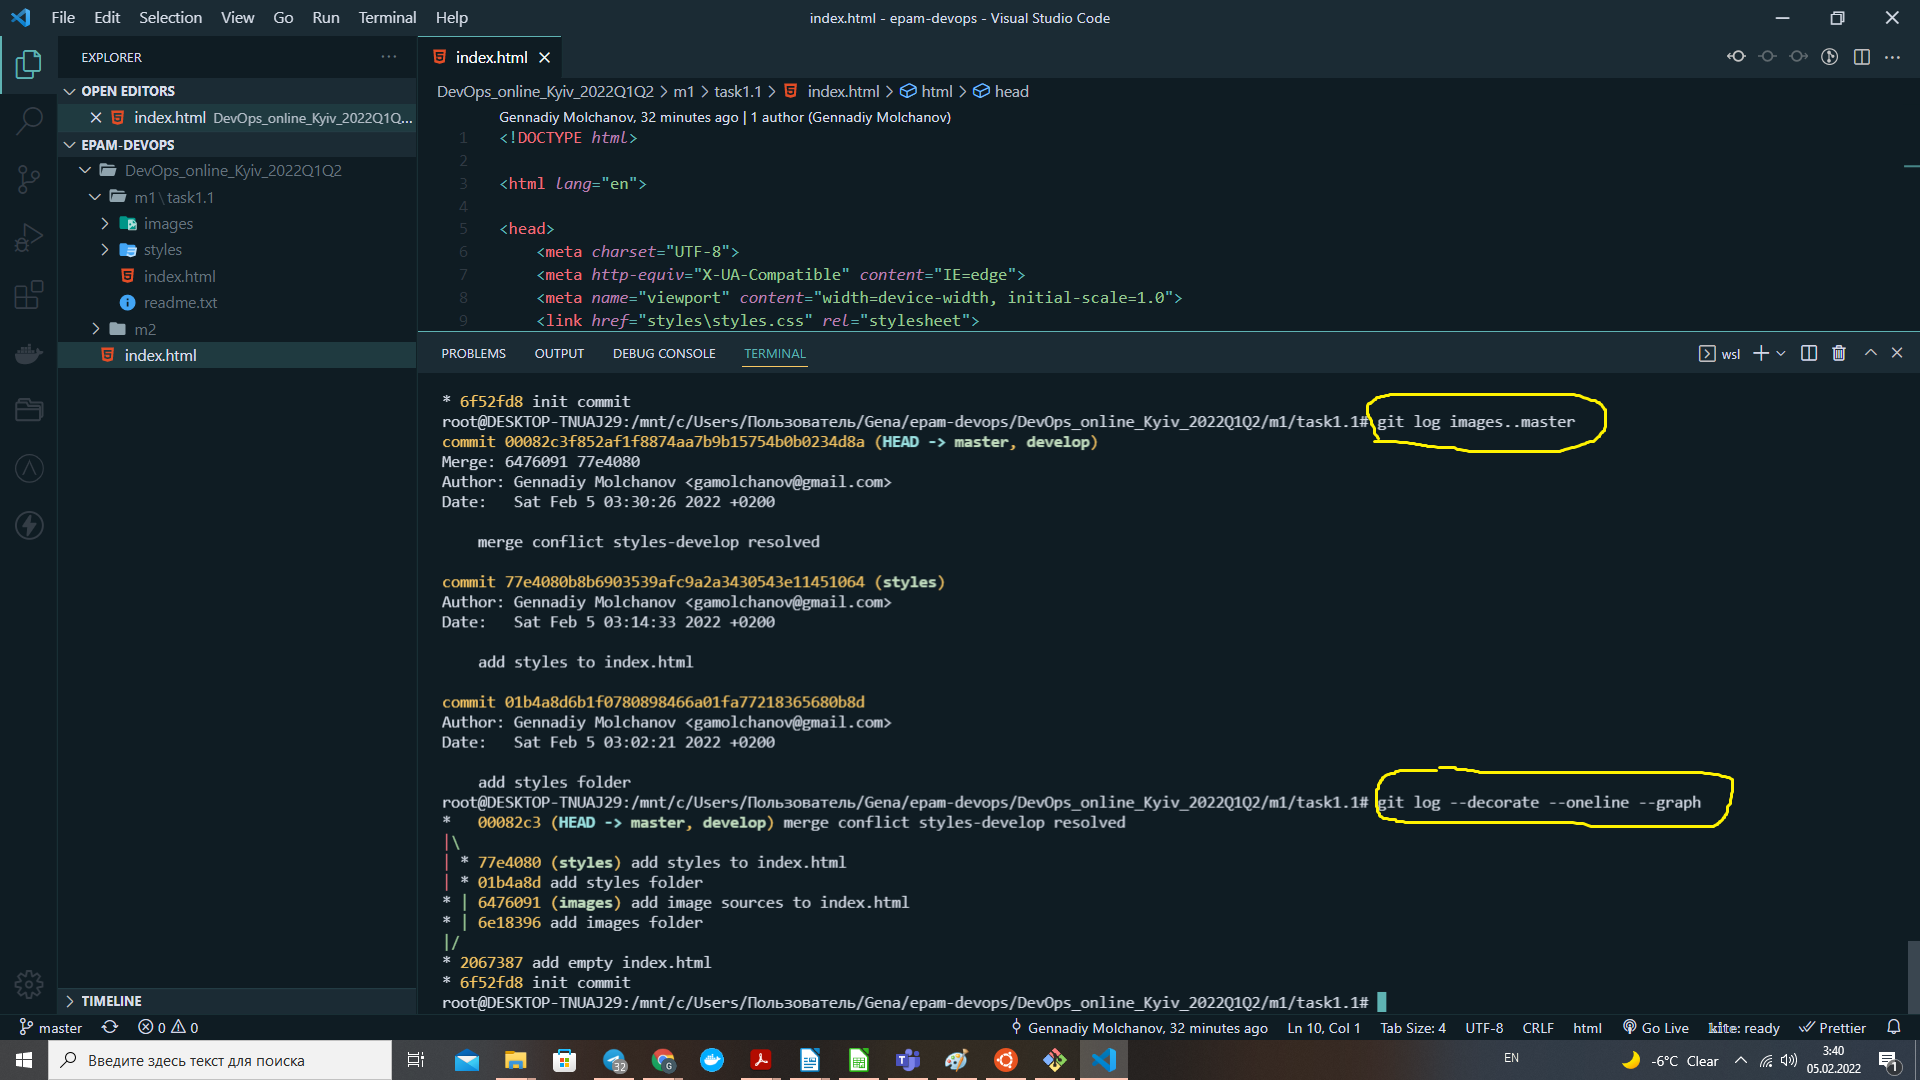 File Edit Selection View Go Run Terminal Help
index.html - epam-devops - Visual Studio Code
EXPLORER
OPEN EDITORS
index.html DevOps_online_Kyiv_2022Q1Q...
EPAM-DEVOPS
DevOps_online_Kyiv_2022Q1Q2
m1\task1.1
images
styles
index.html
readme.txt
m2
index.html
TIMELINE
index.html
DevOps_online_Kyiv_2022Q1Q2 > m1 > task1.1 > index.html > html > head
Gennadiy Molchanov, 32 minutes ago | 1 author (Gennadiy Molchanov)
1 <!DOCTYPE html>
2
3 <html lang="en">
4
5 <head>
6 <meta charset="UTF-8">
7 <meta http-equiv="X-UA-Compatible" content="IE=edge">
8 <meta name="viewport" content="width=device-width, initial-scale=1.0">
9 <link href="styles\styles.css" rel="stylesheet">
PROBLEMS OUTPUT DEBUG CONSOLE TERMINAL
wsl
* 6f52fd8 init commit
root@DESKTOP-TNUAJ29:/mnt/c/Users/Пользователь/Gena/epam-devops/DevOps_online_Kyiv_2022Q1Q2/m1/task1.1# git log images..master
commit 00082c3f852af1f8874aa7b9b15754b0b0234d8a (HEAD -> master, develop)
Merge: 6476091 77e4080
Author: Gennadiy Molchanov <gamolchanov@gmail.com>
Date: Sat Feb 5 03:30:26 2022 +0200
merge conflict styles-develop resolved
commit 77e4080b8b6903539afc9a2a3430543e11451064 (styles)
Author: Gennadiy Molchanov <gamolchanov@gmail.com>
Date: Sat Feb 5 03:14:33 2022 +0200
add styles to index.html
commit 01b4a8d6b1f0780898466a01fa77218365680b8d
Author: Gennadiy Molchanov <gamolchanov@gmail.com>
Date: Sat Feb 5 03:02:21 2022 +0200
add styles folder
root@DESKTOP-TNUAJ29:/mnt/c/Users/Пользователь/Gena/epam-devops/DevOps_online_Kyiv_2022Q1Q2/m1/task1.1# git log --decorate --oneline --graph
* 00082c3 (HEAD -> master, develop) merge conflict styles-develop resolved
|\
| * 77e4080 (styles) add styles to index.html
| * 01b4a8d add styles folder
* | 6476091 (images) add image sources to index.html
* | 6e18396 add images folder
|/
* 2067387 add empty index.html
* 6f52fd8 init commit
root@DESKTOP-TNUAJ29:/mnt/c/Users/Пользователь/Gena/epam-devops/DevOps_online_Kyiv_2022Q1Q2/m1/task1.1#
master 0 0 Gennadiy Molchanov, 32 minutes ago Ln 10, Col 1 Tab Size: 4 UTF-8 CRLF html Go Live kite: ready Prettier
Введите здесь текст для поиска
32
EN
-6°C Clear
3:40
05.02.2022
1